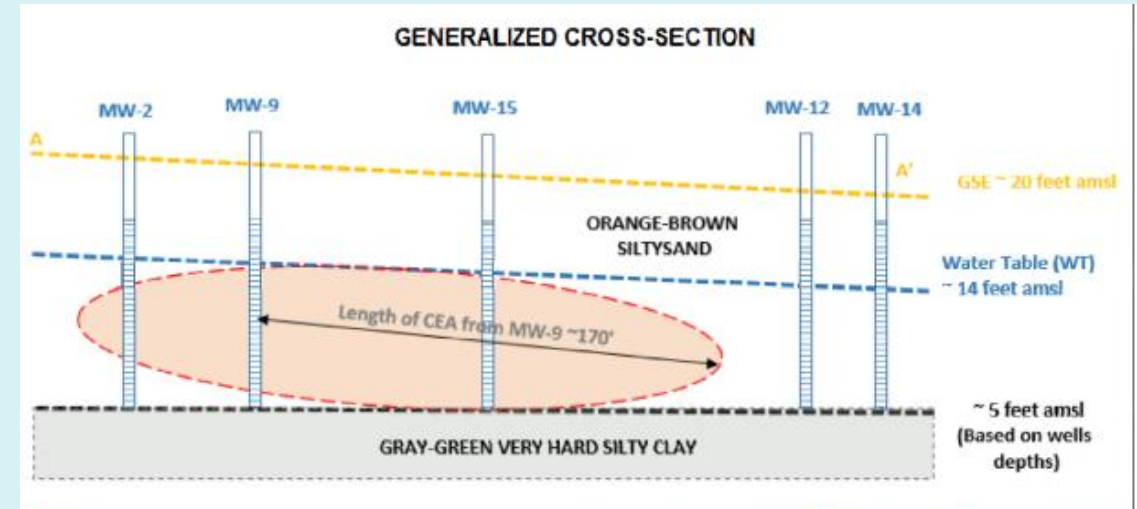 GENERALIZED CROSS-SECTION
MW-2
MW-9
MW-15
MW-12
MW-14
A
A'
GSE ~ 20 feet amsl
ORANGE-BROWN
SILTYSAND
Water Table (WT)
~ 14 feet amsl
Length of CEA from MW-9 ~170'
~ 5 feet amsl
(Based on wells
depths)
GRAY-GREEN VERY HARD SILTY CLAY